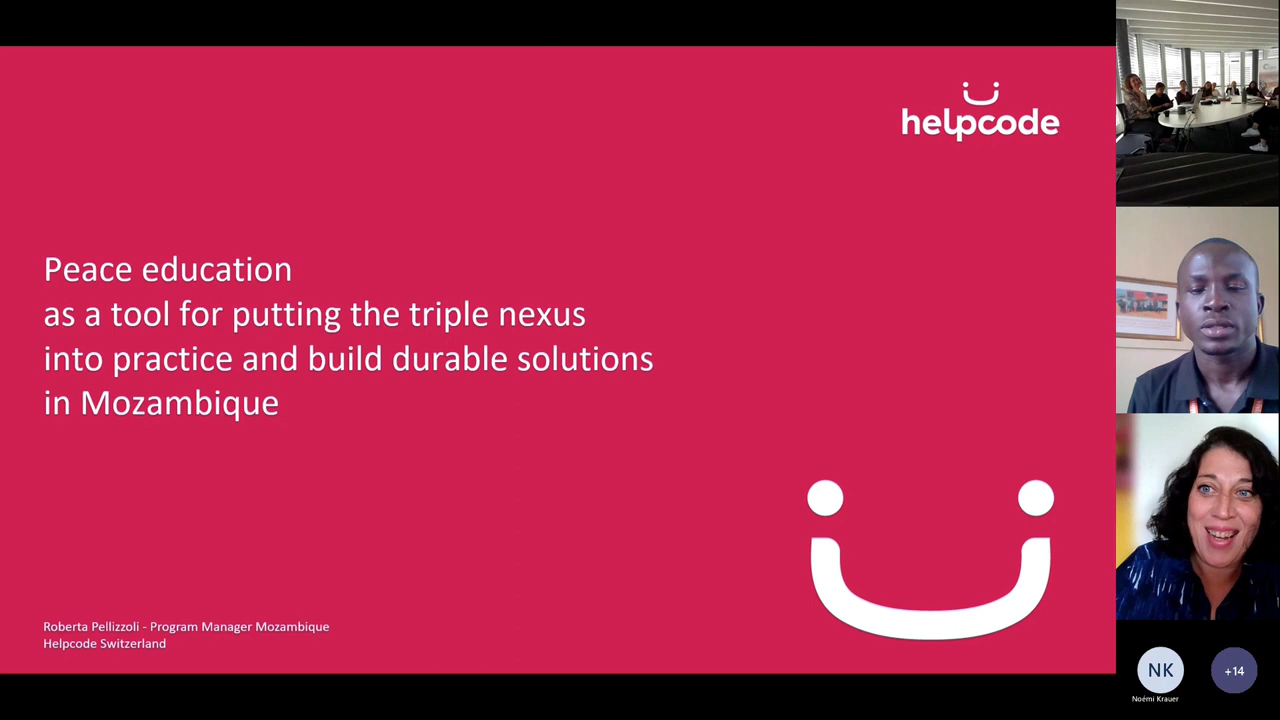 helpcode
Peace education
as a tool for putting the triple nexus
into practice and build durable solutions
in Mozambique
Roberta Pellizzoli - Program Manager Mozambique
Helpcode Switzerland
NK
+14
Noémi Krauer